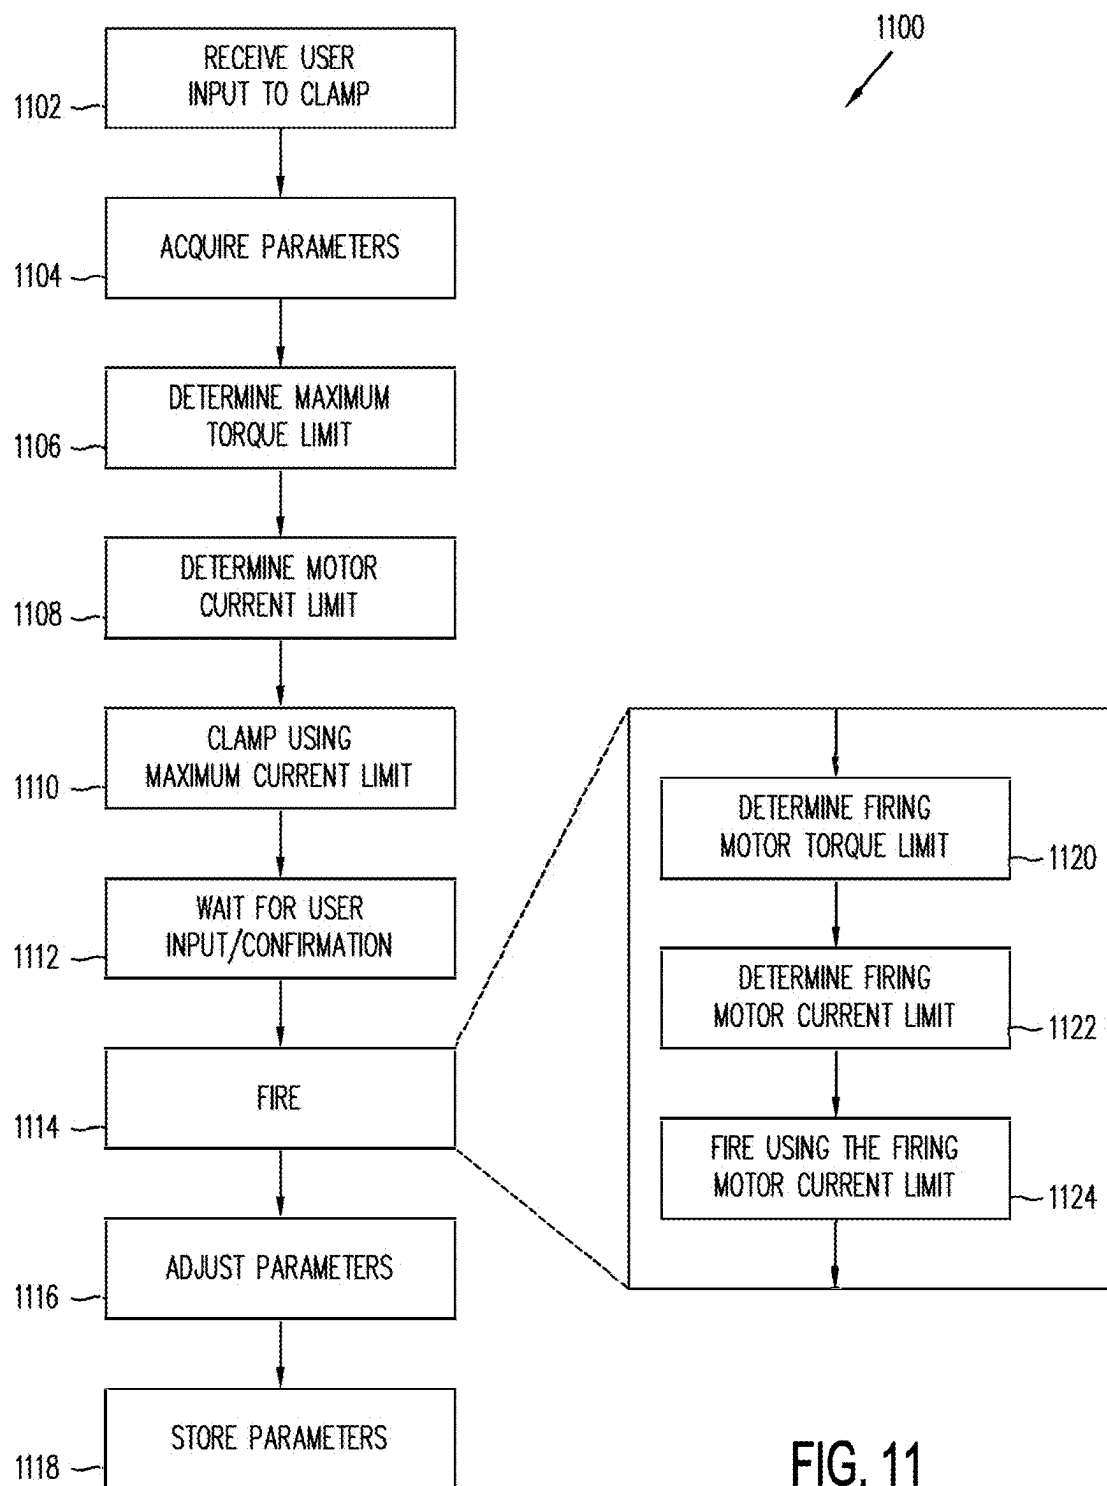 1100
RECEIVE USER
INPUT TO CLAMP
1102
ACQUIRE PARAMETERS
1104
DETERMINE MAXIMUM
TORQUE LIMIT
1106
DETERMINE MOTOR
CURRENT LIMIT
1108
CLAMP USING
MAXIMUM CURRENT LIMIT
1110
WAIT FOR USER
INPUT/CONFIRMATION
1112
FIRE
1114
ADJUST PARAMETERS
1116
STORE PARAMETERS
1118
DETERMINE FIRING
MOTOR TORQUE LIMIT
1120
DETERMINE FIRING
MOTOR CURRENT LIMIT
1122
FIRE USING THE FIRING
MOTOR CURRENT LIMIT
1124
FIG. 11